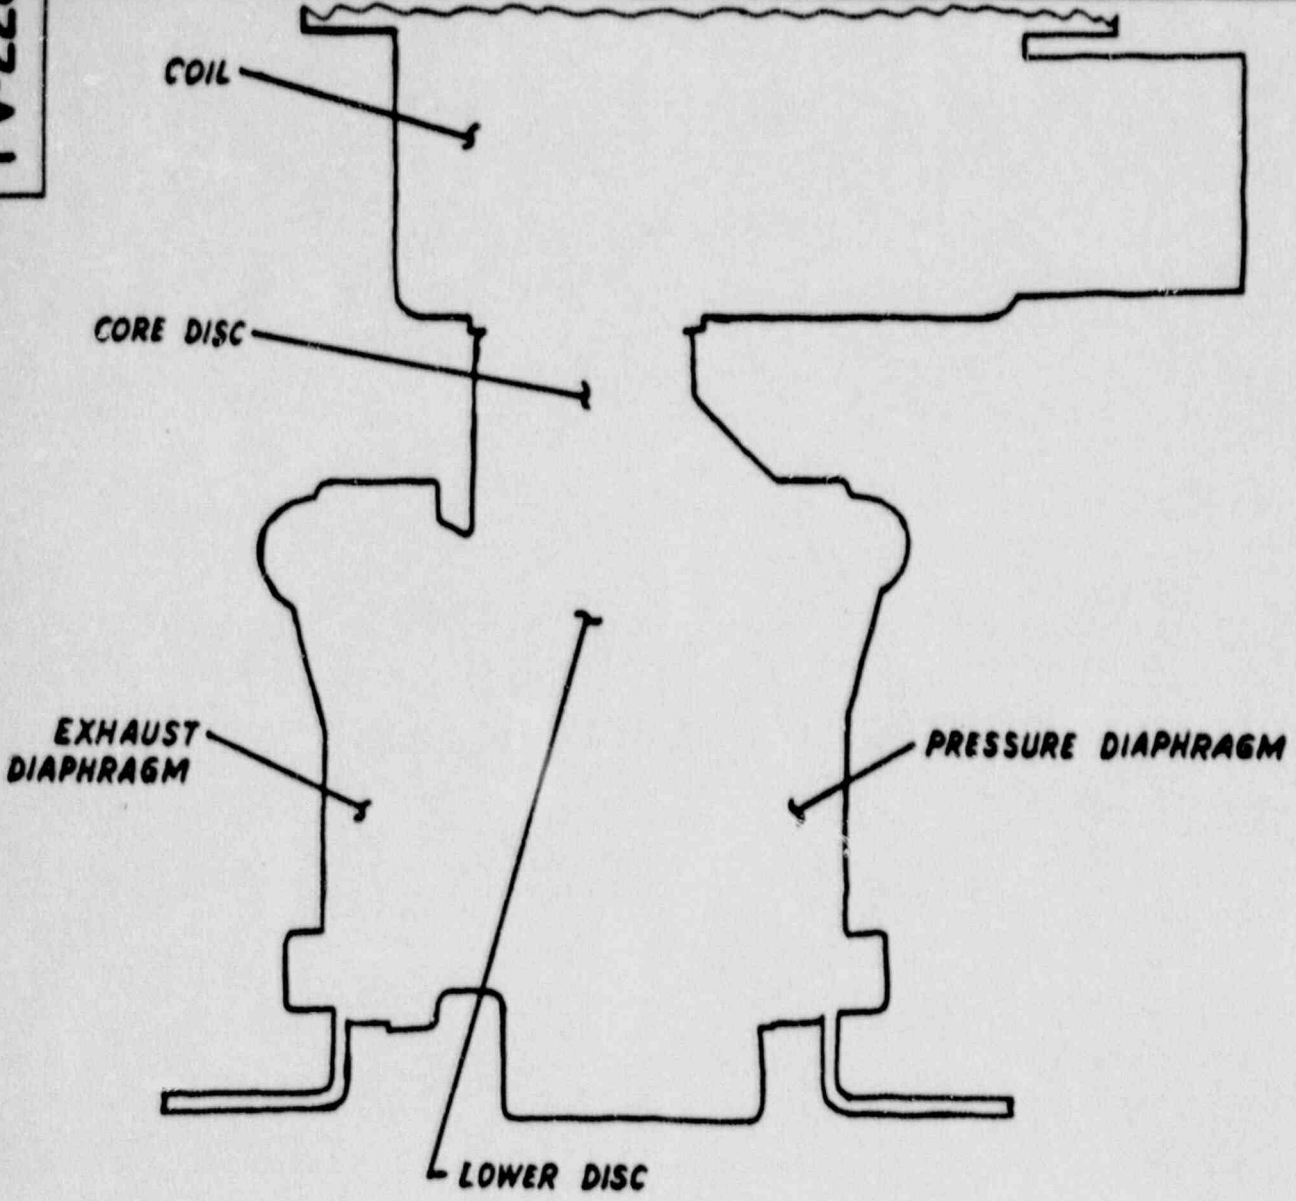 COIL
CORE DISC
EXHAUST
DIAPHRAGM
PRESSURE DIAPHRAGM
LOWER DISC